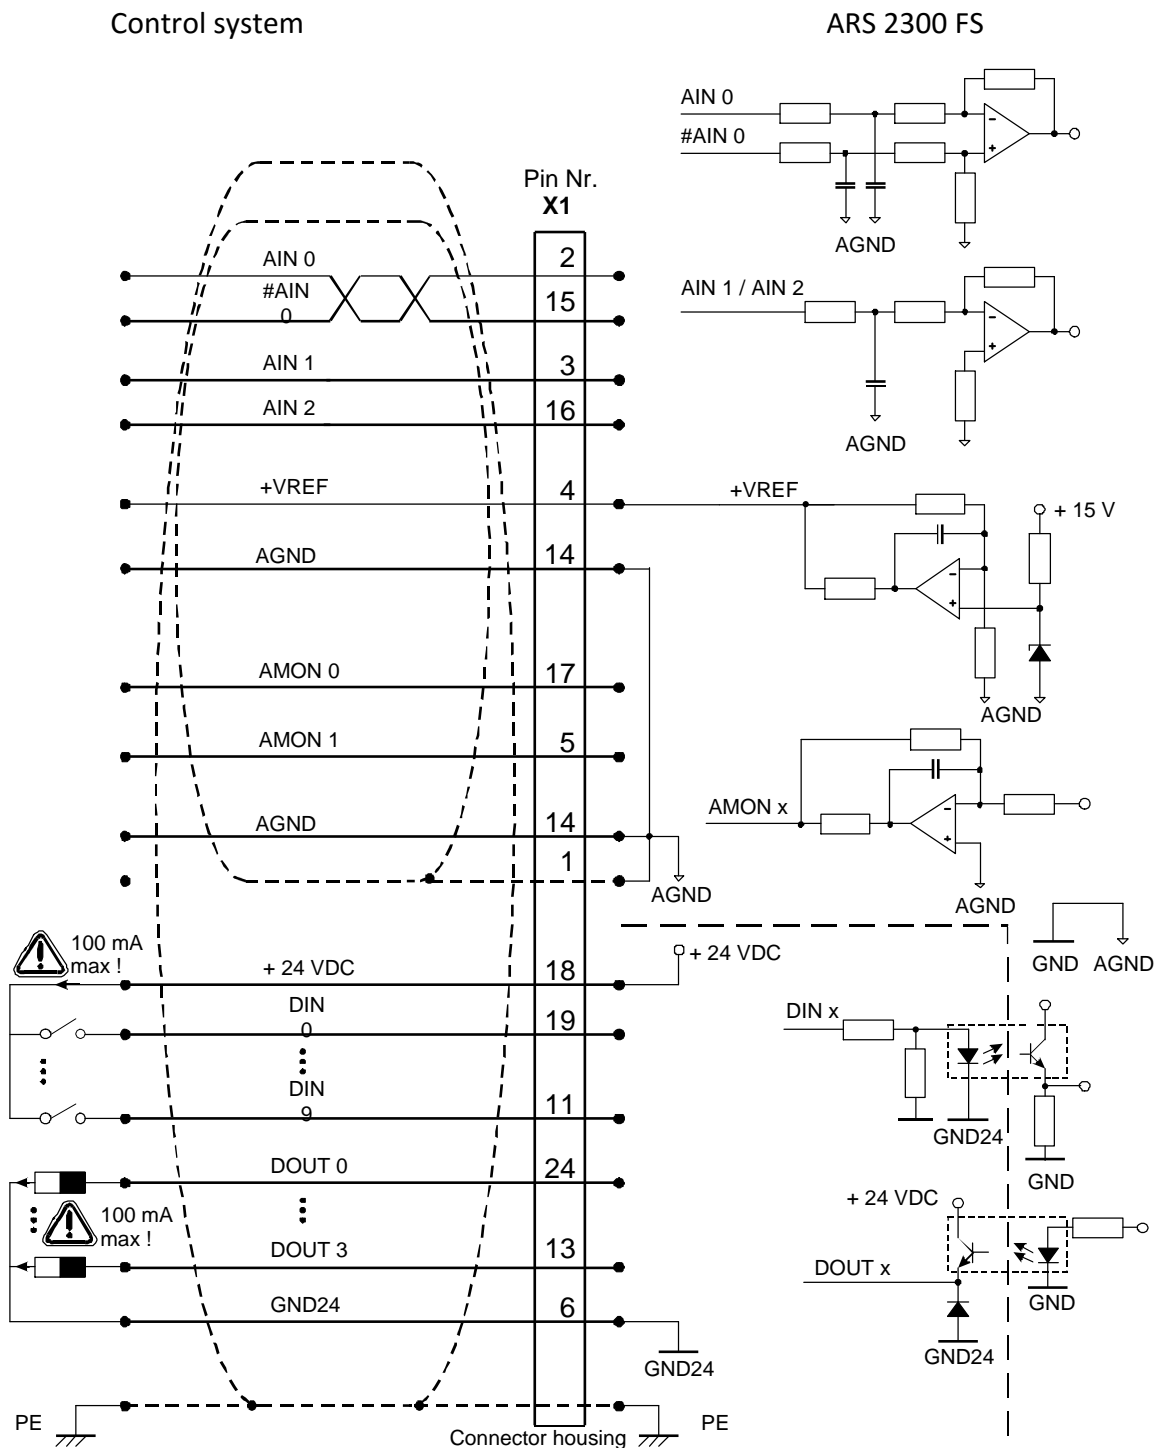 Control system
ARS 2300 FS
Pin Nr.
X1
AIN 0
2
#AIN
0
15
AIN 1
3
AIN 2
16
+VREF
4
AGND
14
AMON 0
17
AMON 1
5
AGND
14
1
AGND
100 mA
max !
+ 24 VDC
18
+ 24 VDC
DIN
0
19
DIN
9
11
DOUT 0
24
100 mA
max !
DOUT 3
13
GND24
6
GND24
PE
Connector housing
PE
AIN 0
#AIN 0
AGND
AIN 1 / AIN 2
AGND
+VREF
+ 15 V
AGND
AMON x
AGND
GND
AGND
DIN x
GND24
GND
+ 24 VDC
DOUT x
GND
GND24